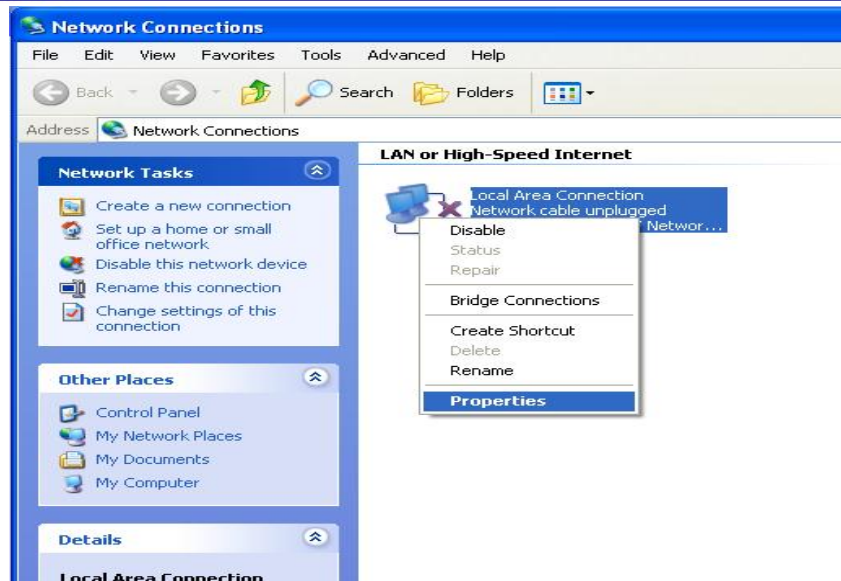 Network Connections
File Edit View Favorites Tools Advanced Help
Back Search Folders
Address Network Connections
Network Tasks
Create a new connection
Set up a home or small
office network
Disable this network device
Rename this connection
Change settings of this
connection
Other Places
Control Panel
My Network Places
My Documents
My Computer
Details
Local Area Connection
LAN or High-Speed Internet
Local Area Connection
Network cable unplugged
Networ...
Disable
Status
Repair
Bridge Connections
Create Shortcut
Delete
Rename
Properties